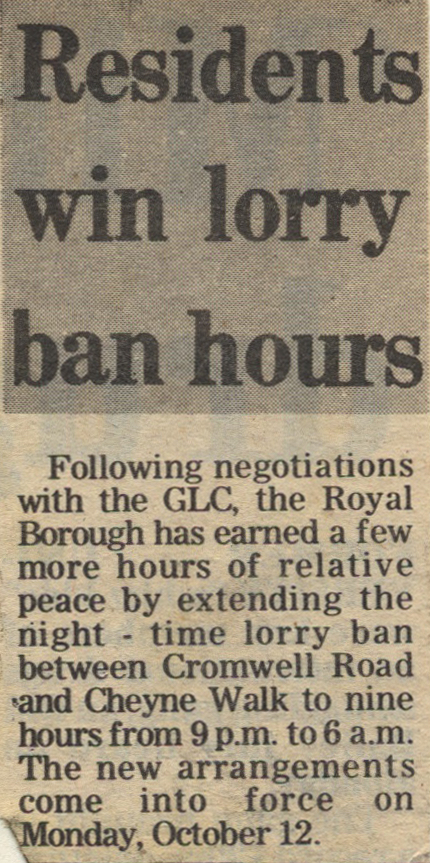 Residents
win lorry
ban hours
Following negotiations
with the GLC, the Royal
Borough has earned a few
more hours of relative
peace by extending the
night - time lorry ban
between Cromwell Road
and Cheyne Walk to nine
hours from 9 p.m. to 6 a.m.
The new arrangements
come into force on
Monday, October 12.